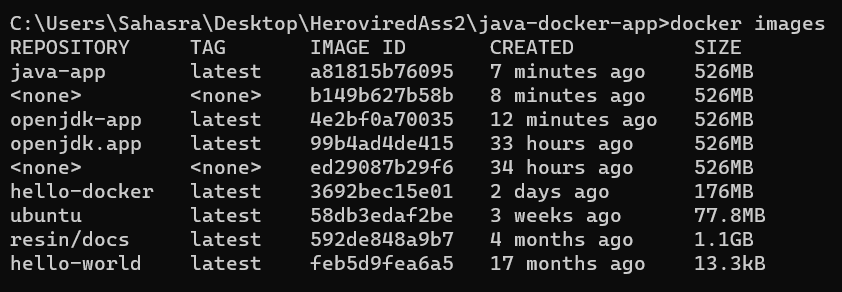 C:\Users\Sahasra\Desktop\HeroviredAss2\java-docker-app>docker images
REPOSITORY TAG IMAGE ID CREATED SIZE
java-app latest a81815b76095 7 minutes ago 526MB
<none> <none> b149b627b58b 8 minutes ago 526MB
openjdk-app latest 4e2bf0a70035 12 minutes ago 526MB
openjdk.app latest 99b4ad4de415 33 hours ago 526MB
<none> <none> ed29087b29f6 34 hours ago 526MB
hello-docker latest 3692bec15e01 2 days ago 176MB
ubuntu latest 58db3edaf2be 3 weeks ago 77.8MB
resin/docs latest 592de848a9b7 4 months ago 1.1GB
hello-world latest feb5d9fea6a5 17 months ago 13.3kB